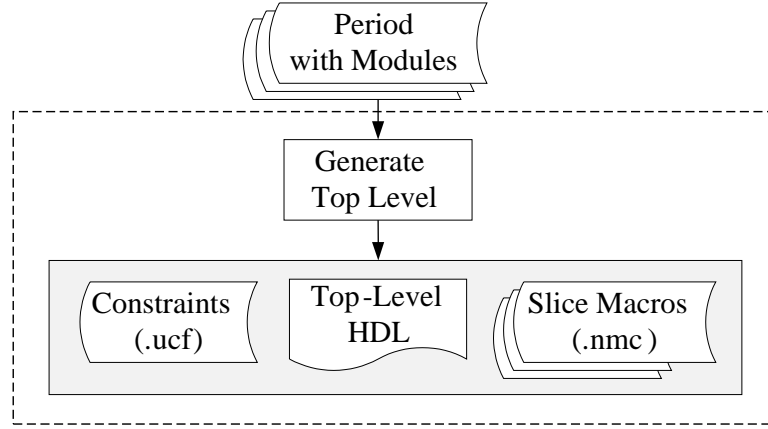 Period
with Modules
Generate
Top Level
Constraints
(.ucf)
Top-Level
HDL
Slice Macros
(.nmc)